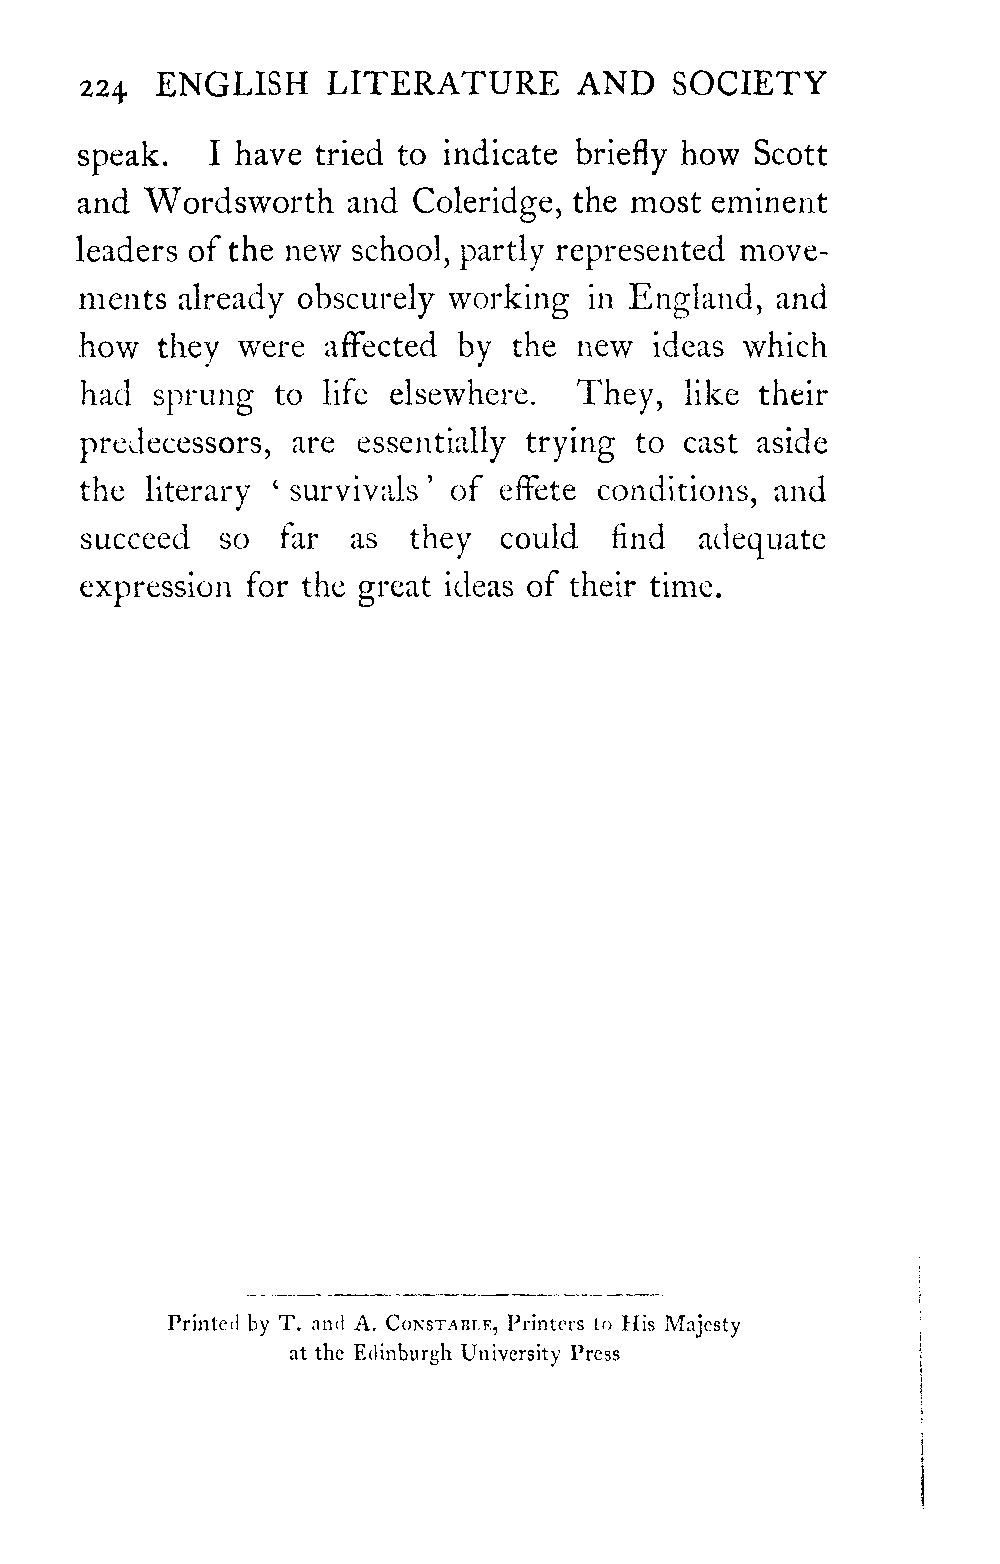 224 ENGLISH LITERATURE AND SOCIETY
speak. I have tried to indicate briefly how Scott
and Wordsworth and Coleridge, the most eminent
leaders of the new school, partly represented move-
ments already obscurely working in England, and
how they were affected by the new ideas which
had sprung to life elsewhere. They, like their
predecessors, are essentially trying to cast aside
the literary ‘ survivals ’ of effete conditions, and
succeed so far as they could find adequate
expression for the great ideas of their time.
Printed by T. and A. CONSTABLE, Printers to His Majesty
at the Edinburgh University Press